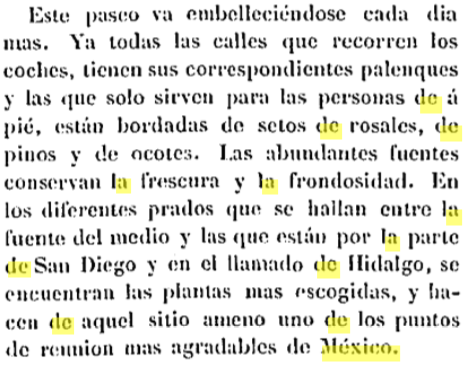 Este paseo va embelleciéndose cada dia
mas. Ya todas las calles que recorren los
coches, tienen sus correspondientes palenques
y las que solo sirven para las personas de á
pié, están bordadas de setos de rosales, de
pinos y de ocotes. Las abundantes fuentes
conservan la frescura y la frondosidad. En
los diferentes prados que se hallan entre la
fuente del medio y las que están por la parte
de San Diego y en el llamado de Hidalgo, se
encuentran las plantas mas escogidas, y ha-
cen de aquel sitio ameno uno de los puntos
de reunion mas agradables de México.